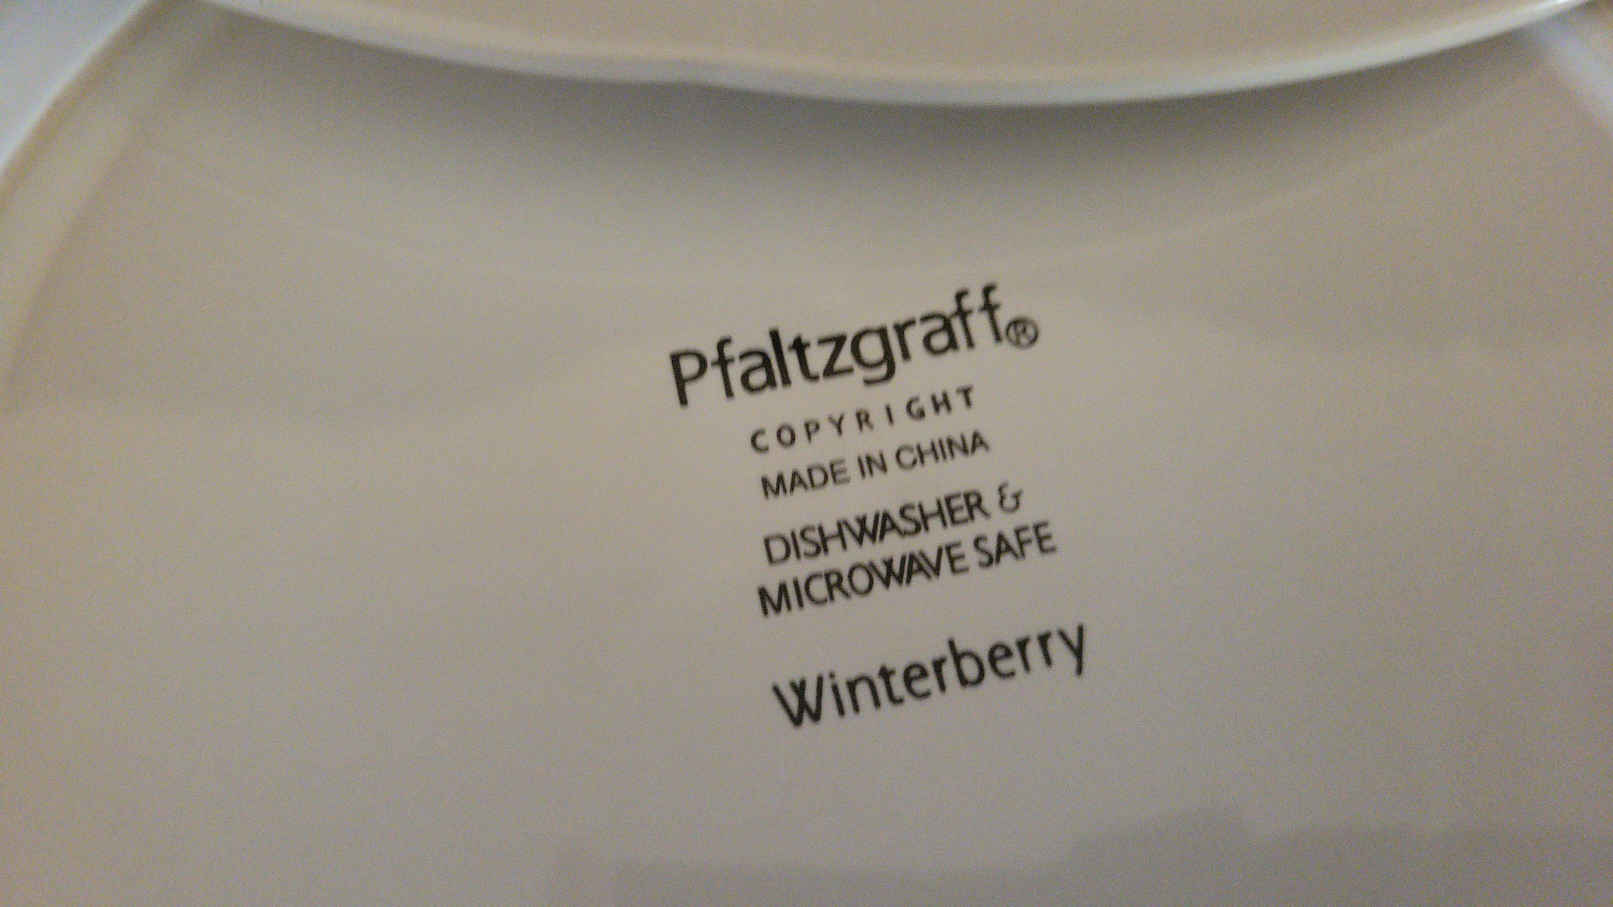 Pfaltzgraff®
COPYRIGHT
MADE IN CHINA
DISHWASHER &
MICROWAVE SAFE
Winterberry